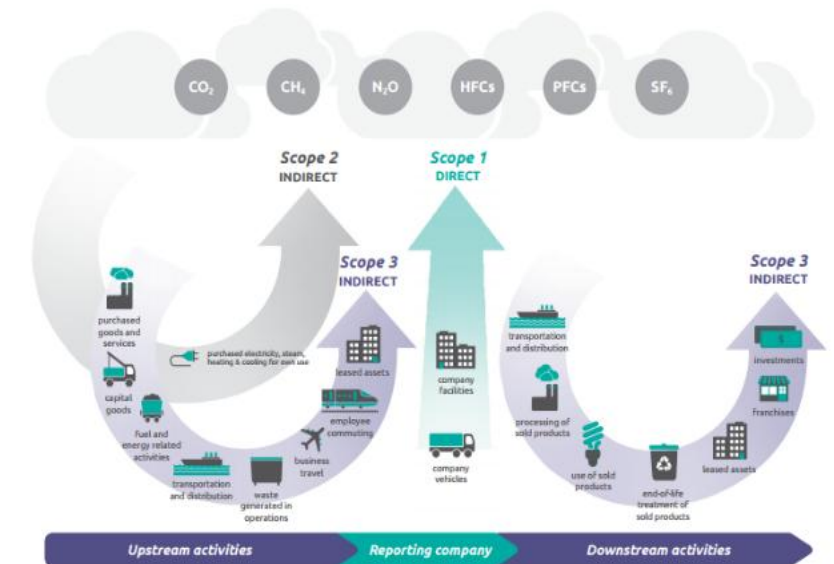 CO₂ CH₄ N₂O HFCs PFCs SF₆
Scope 2
INDIRECT
Scope 1
DIRECT
Scope 3
INDIRECT
Scope 3
INDIRECT
purchased
goods and
services
capital
goods
fuel and
energy related
activities
transportation
and distribution
waste
generated in
operations
business
travel
employee
commuting
leased assets
purchased electricity, steam,
heating & cooling for own use
company
facilities
company
vehicles
transportation
and distribution
processing of
sold products
use of sold
products
end-of-life
treatment of
sold products
leased assets
franchises
investments
$
Upstream activities
Reporting company
Downstream activities